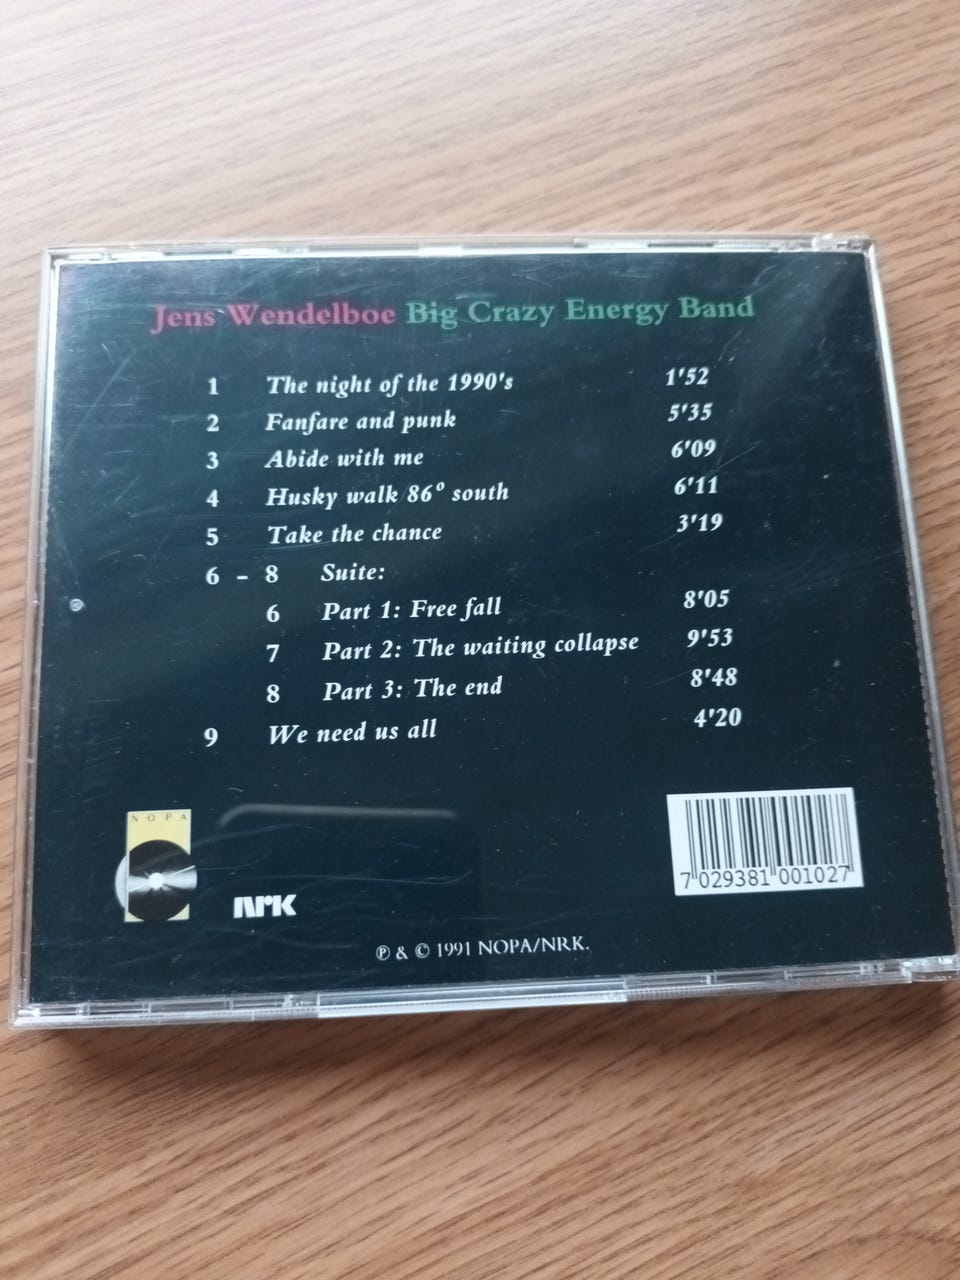 Jens Wendelboe Big Crazy Energy Band
1 The night of the 1990's 1'52
2 Fanfare and punk 5'35
3 Abide with me 6'09
4 Husky walk 86° south 6'11
5 Take the chance 3'19
6 - 8 Suite:
6 Part 1: Free fall 8'05
7 Part 2: The waiting collapse 9'53
8 Part 3: The end 8'48
9 We need us all 4'20
NOPA
NRK
7 029381 001027
℗ & © 1991 NOPA/NRK.